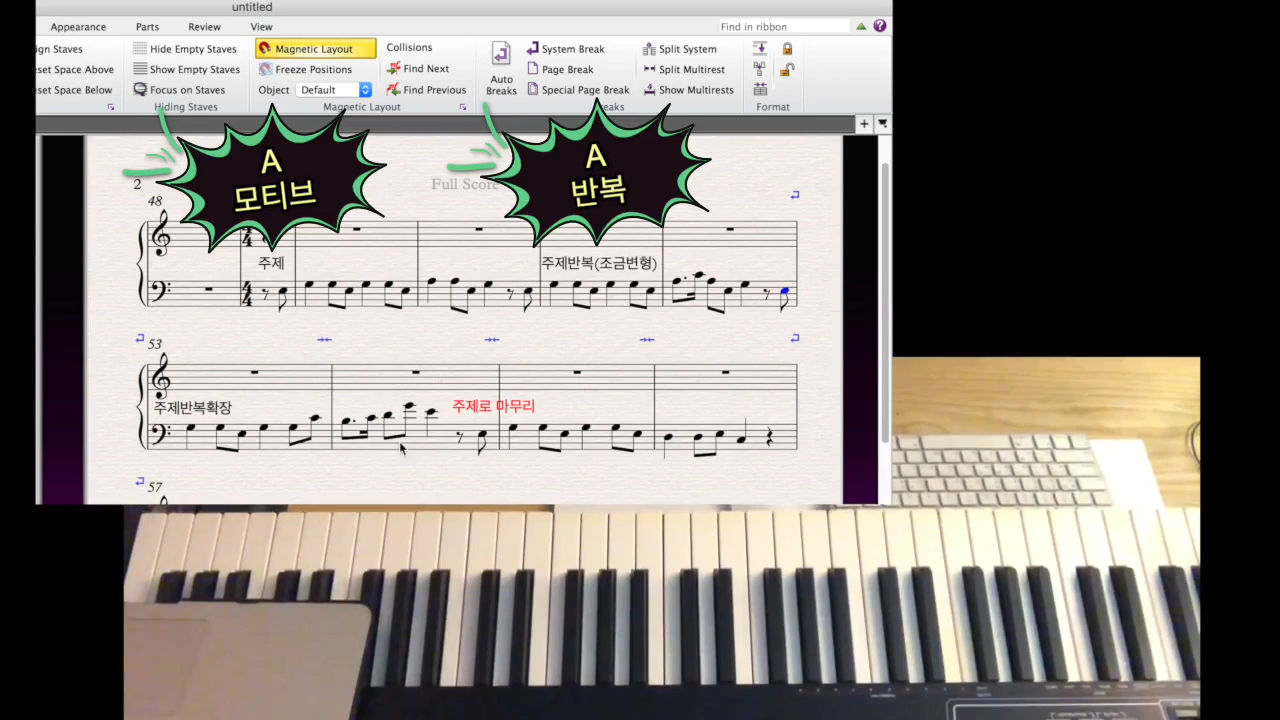 untitled
Appearance Parts Review View Find in ribbon
ign Staves Hide Empty Staves Magnetic Layout Collisions System Break Split System
eset Space Above Show Empty Staves Freeze Positions Find Next Auto Breaks Page Break Split Multirest
eset Space Below Focus on Staves Object Default Find Previous Special Page Break Show Multirests
Hiding Staves Magnetic Layout eaks Format
A
모티브
A
반복
2
Full Score
48
주제
주제반복(조금변형)
53
주제반복확장
주제로 마무리
57